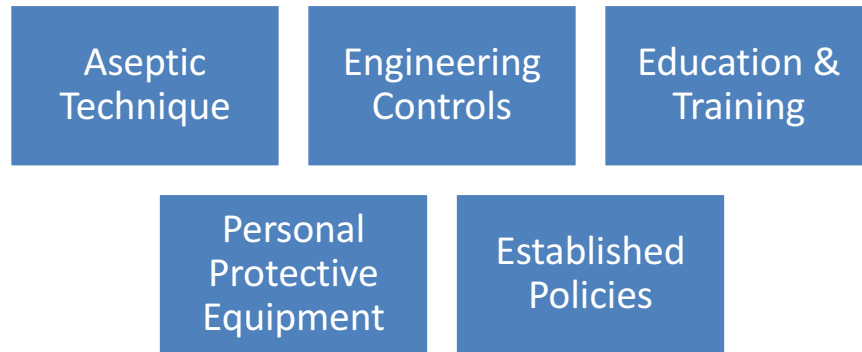 Aseptic
Technique
Engineering
Controls
Education &
Training
Personal
Protective
Equipment
Established
Policies